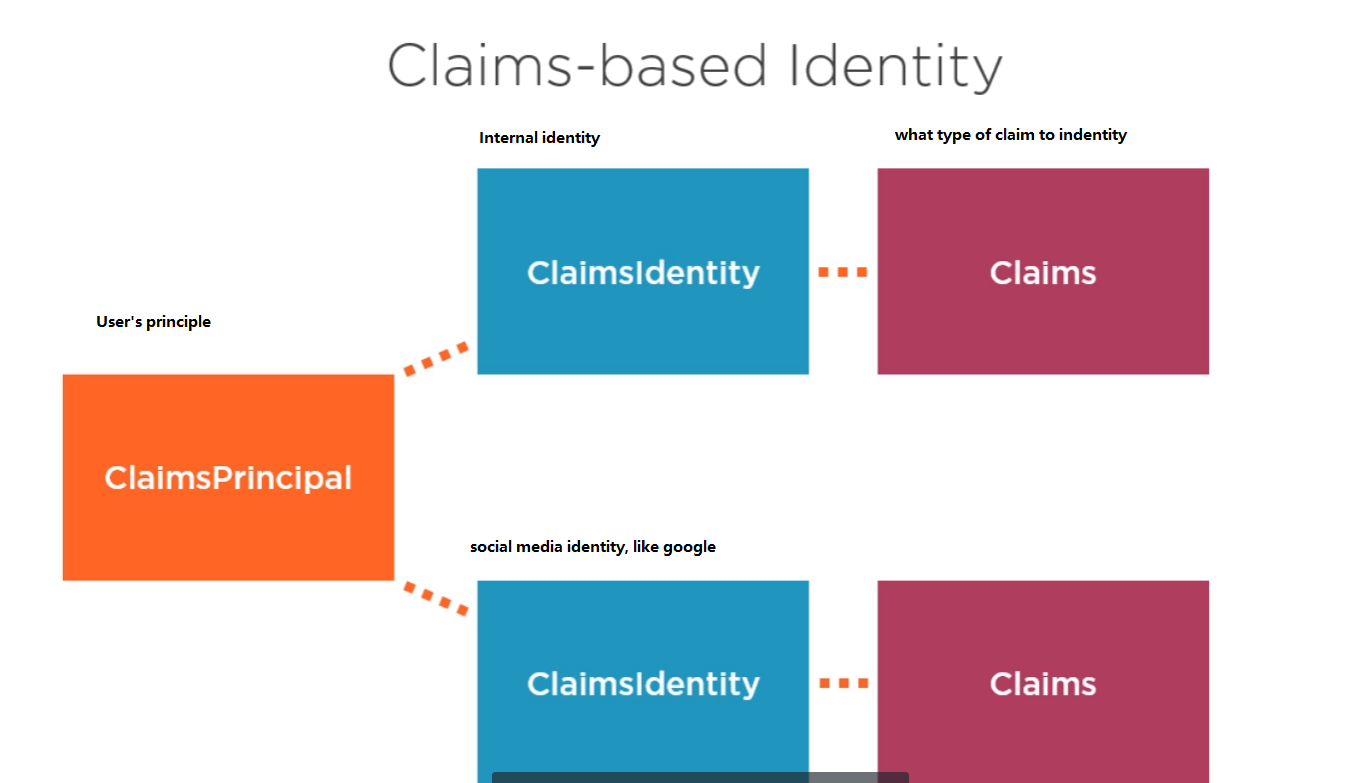 Claims-based Identity
Internal identity
what type of claim to indentity
ClaimsIdentity
Claims
User's principle
ClaimsPrincipal
social media identity, like google
ClaimsIdentity
Claims